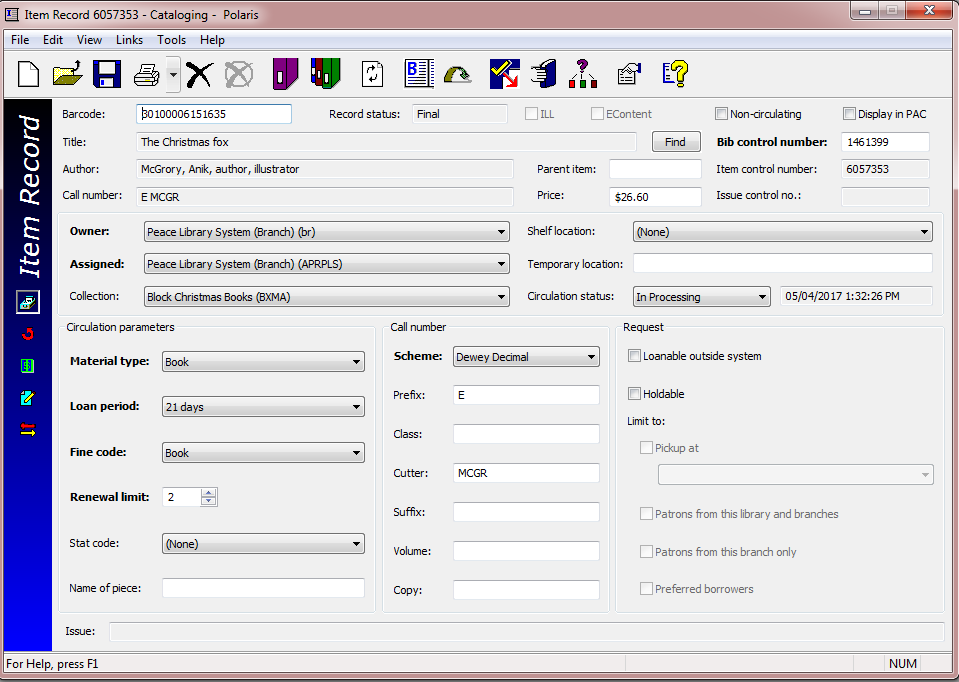 Item Record 6057353 - Cataloging - Polaris
File Edit View Links Tools Help
Item Record
Barcode: 30100006151635 Record status: Final ILL EContent Non-circulating Display in PAC
Title: The Christmas fox Find Bib control number: 1461399
Author: McGrory, Anik, author, illustrator Parent item: Item control number: 6057353
Call number: E MCGR Price: $26.60 Issue control no.:
Owner: Peace Library System (Branch) (br) Shelf location: (None)
Assigned: Peace Library System (Branch) (APRPLS) Temporary location:
Collection: Block Christmas Books (BXMA) Circulation status: In Processing 05/04/2017 1:32:26 PM
Circulation parameters
Material type: Book
Loan period: 21 days
Fine code: Book
Renewal limit: 2
Stat code: (None)
Name of piece:
Call number
Scheme: Dewey Decimal
Prefix: E
Class:
Cutter: MCGR
Suffix:
Volume:
Copy:
Request
Loanable outside system
Holdable
Limit to:
Pickup at
Patrons from this library and branches
Patrons from this branch only
Preferred borrowers
Issue:
For Help, press F1 NUM